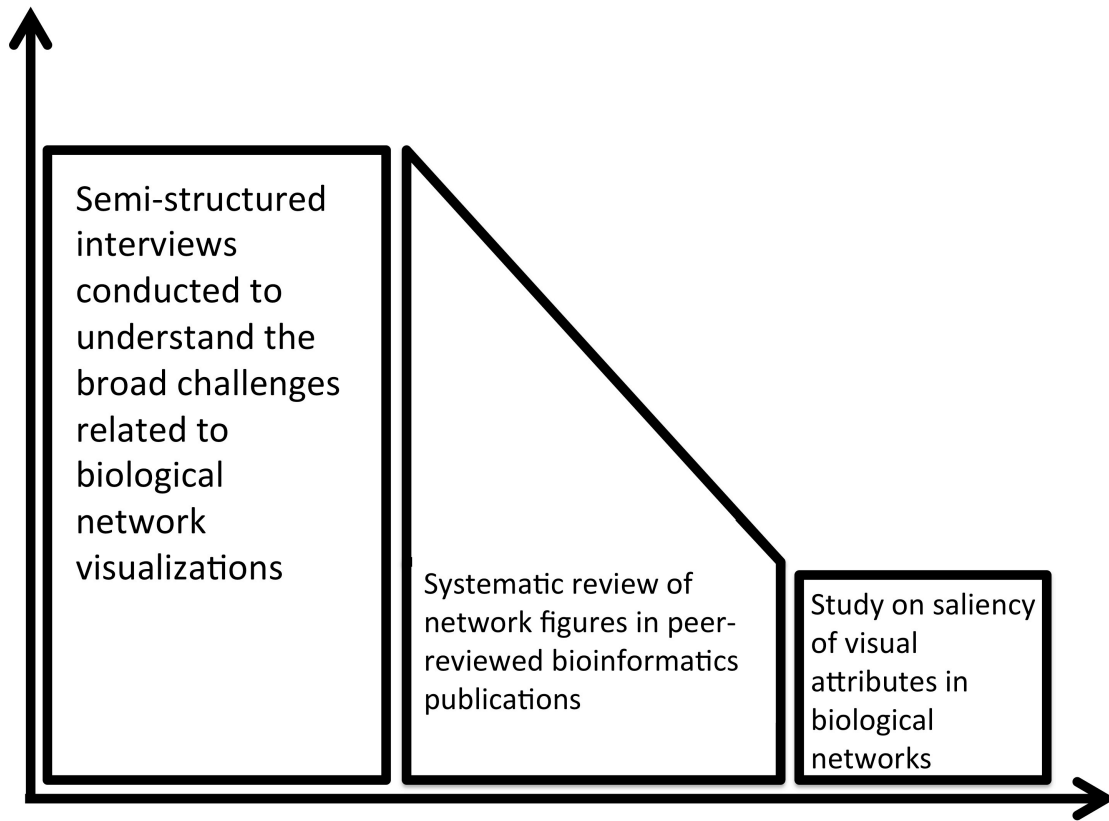 Semi-structured
interviews
conducted to
understand the
broad challenges
related to
biological
network
visualizations
Systematic review of
network figures in peer-
reviewed bioinformatics
publications
Study on saliency
of visual
attributes in
biological
networks